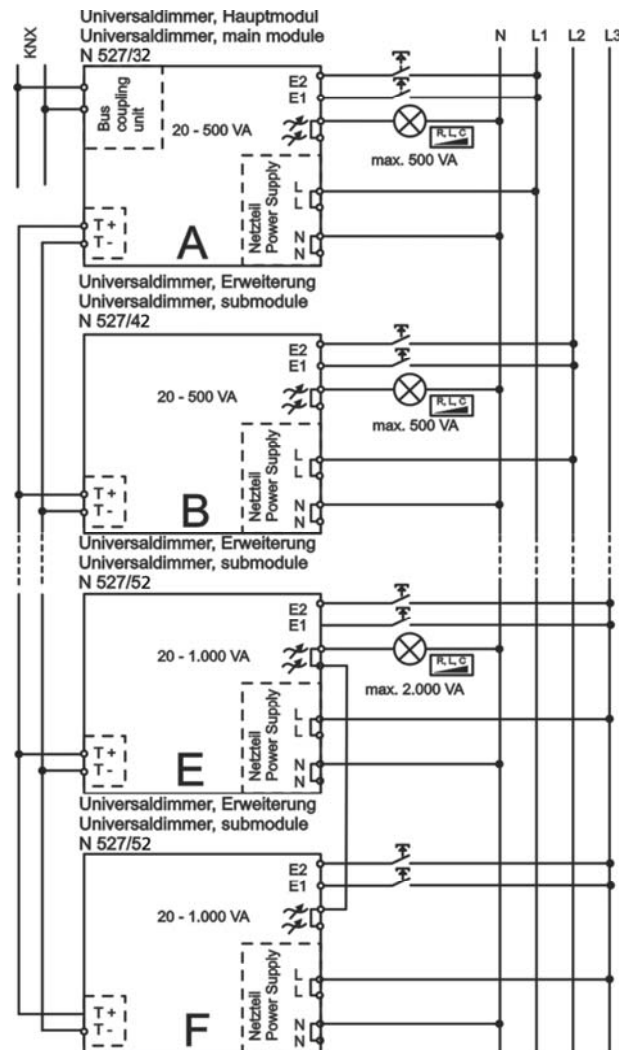 Universaldimmer, Hauptmodul
Universaldimmer, main module
N 527/32
KNX
N L1 L2 L3
Bus
coupling
unit
20 - 500 VA
E2
E1
R, L, C
max. 500 VA
Netzteil
Power Supply
L
L
N
N
T +
T -
A
Universaldimmer, Erweiterung
Universaldimmer, submodule
N 527/42
20 - 500 VA
E2
E1
R, L, C
max. 500 VA
Netzteil
Power Supply
L
L
N
N
T +
T -
B
Universaldimmer, Erweiterung
Universaldimmer, submodule
N 527/52
20 - 1.000 VA
E2
E1
R, L, C
max. 2.000 VA
Netzteil
Power Supply
L
L
N
N
T +
T -
E
Universaldimmer, Erweiterung
Universaldimmer, submodule
N 527/52
20 - 1.000 VA
E2
E1
Netzteil
Power Supply
L
L
N
N
T +
T -
F